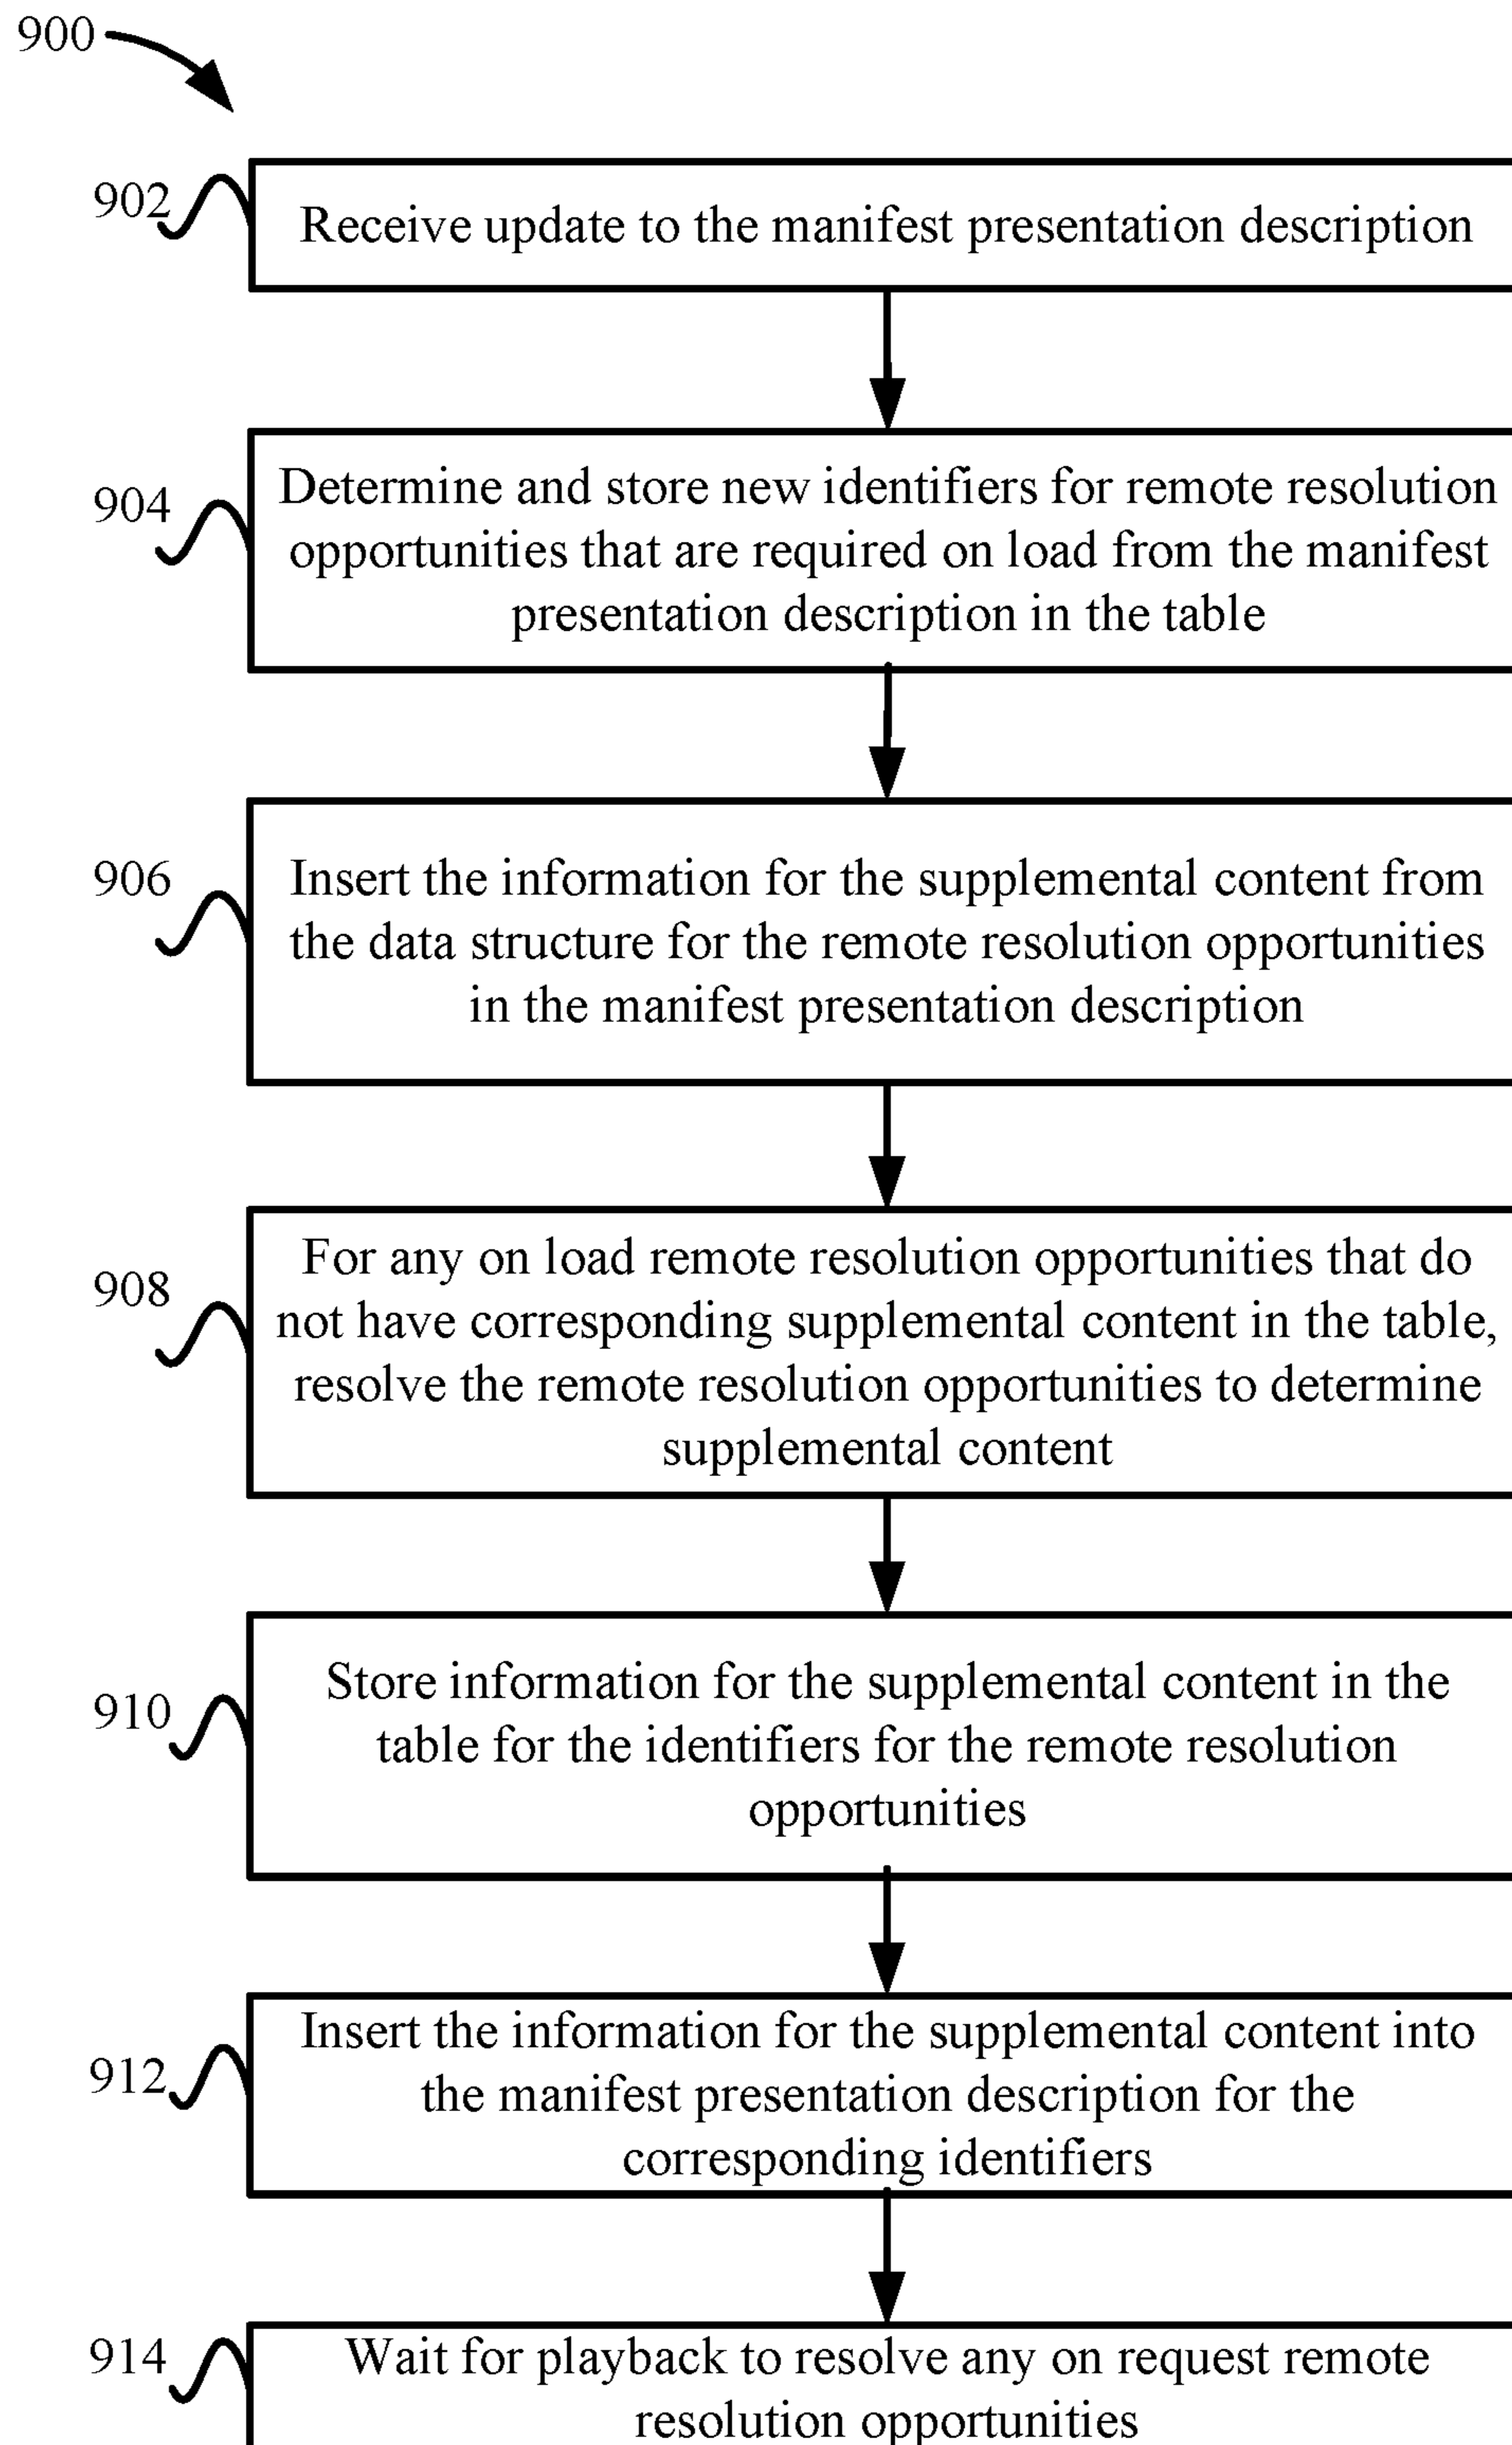 900
902
Receive update to the manifest presentation description
904
Determine and store new identifiers for remote resolution
opportunities that are required on load from the manifest
presentation description in the table
906
Insert the information for the supplemental content from
the data structure for the remote resolution opportunities
in the manifest presentation description
908
For any on load remote resolution opportunities that do
not have corresponding supplemental content in the table,
resolve the remote resolution opportunities to determine
supplemental content
910
Store information for the supplemental content in the
table for the identifiers for the remote resolution
opportunities
912
Insert the information for the supplemental content into
the manifest presentation description for the
corresponding identifiers
914
Wait for playback to resolve any on request remote
resolution opportunities